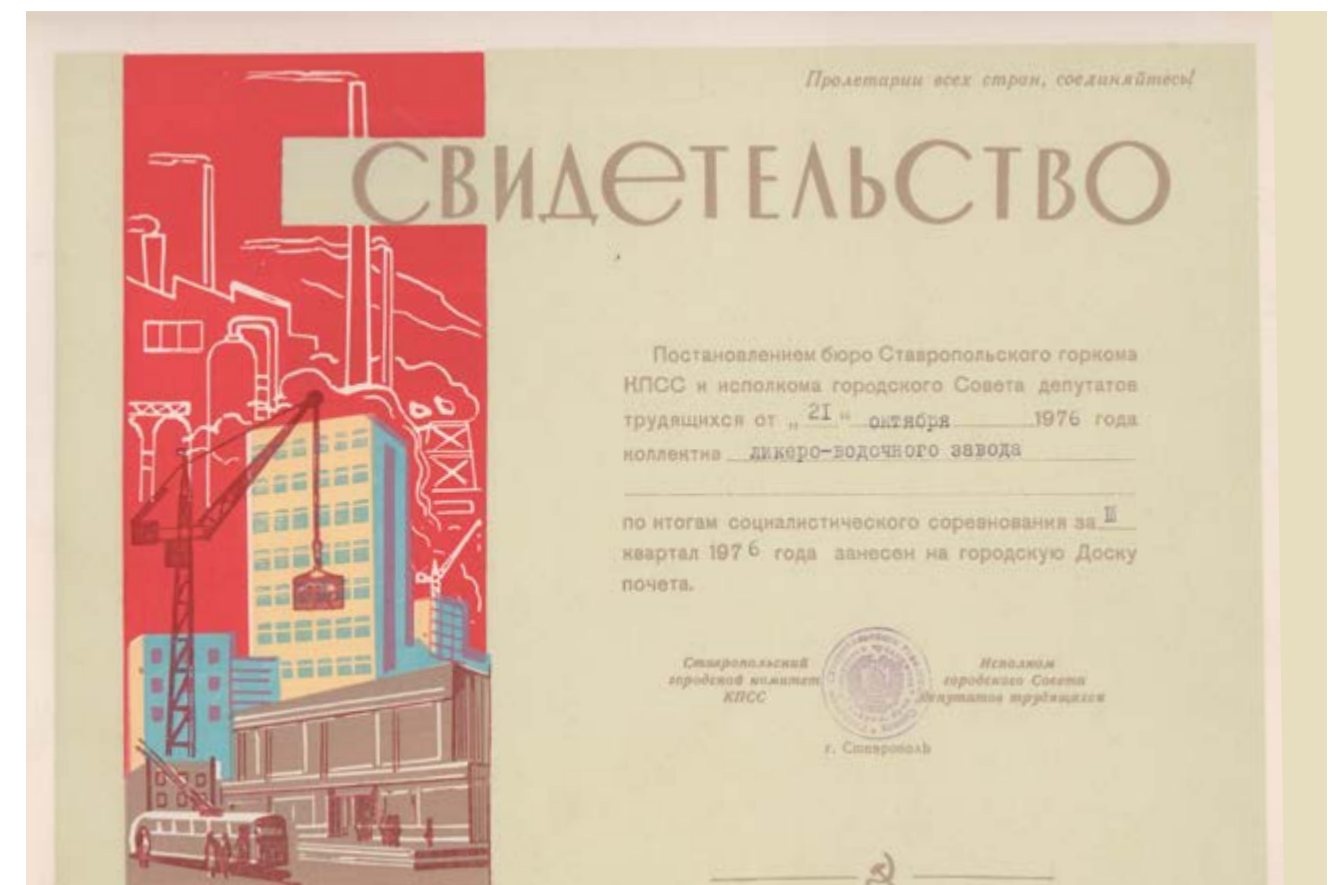 Пролетарии всех стран, соединяйтесь!
СВИДЕТЕЛЬСТВО
Постановлением бюро Ставропольского горкома
КПСС и исполкома городского Совета депутатов
трудящихся от „ 21 “ октября 1976 года
коллектив ликеро-водочного завода
по итогам социалистического соревнования за III
квартал 1976 года занесен на городскую Доску
почета.
Ставропольский
городской комитет
КПСС
Исполком
городского Совета
депутатов трудящихся
г. Ставрополь